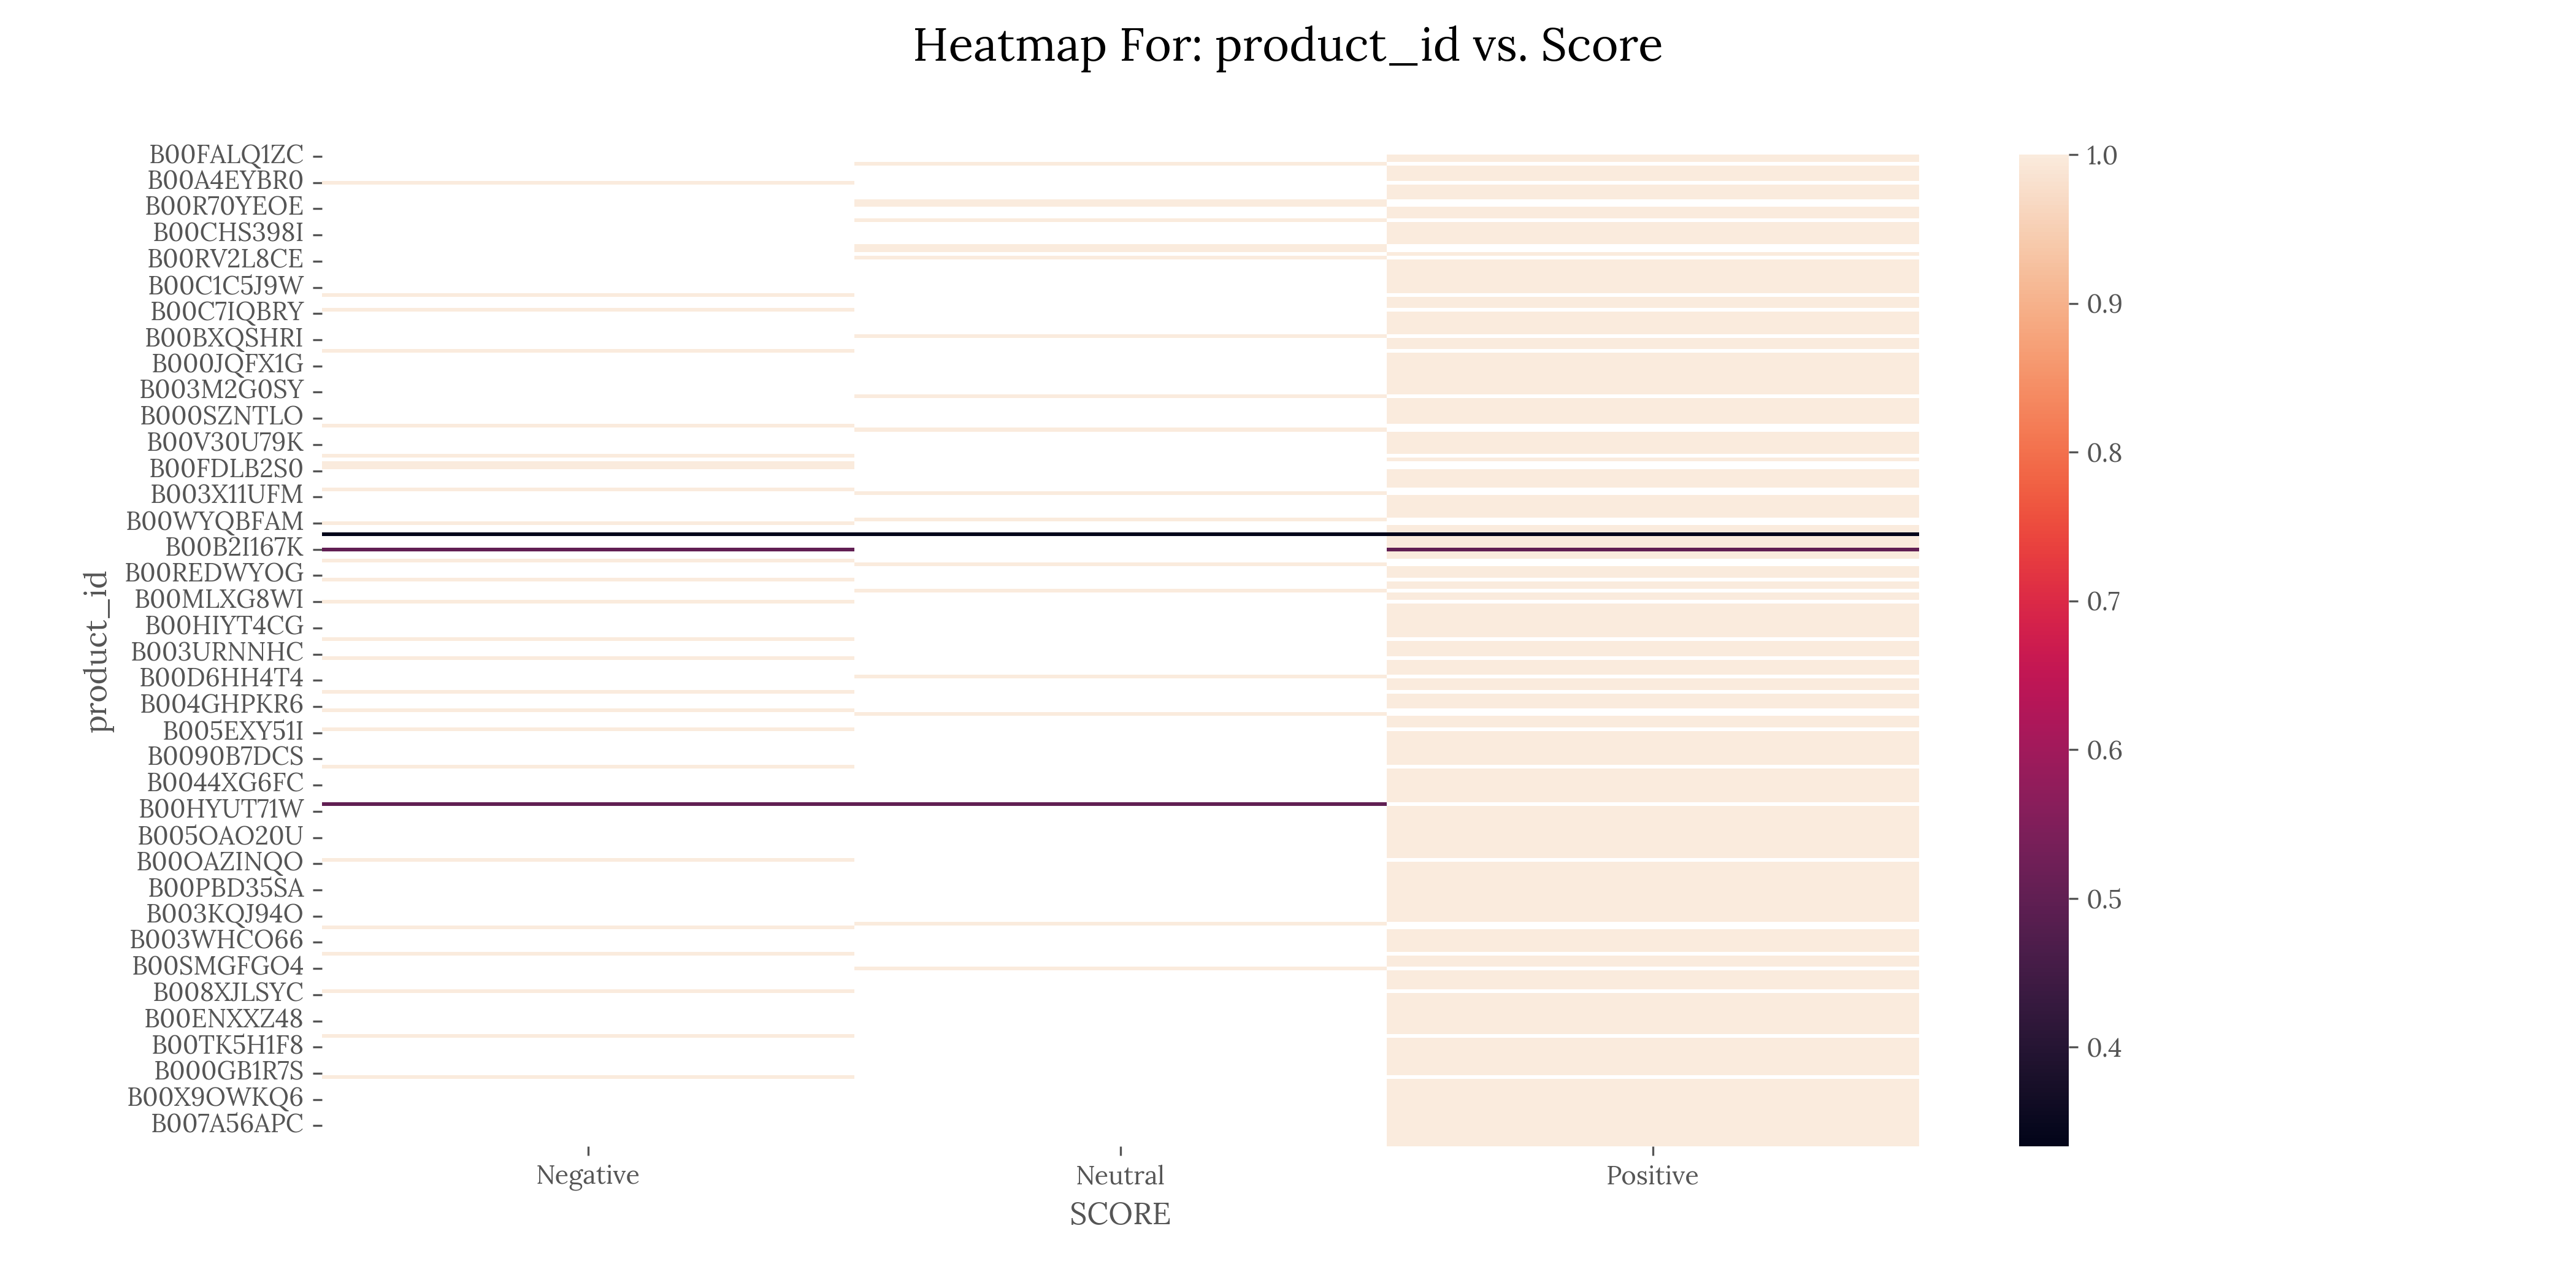 Heatmap For: product_id vs. Score
product_id
B00FALQ1ZC
B00A4EYBR0
B00R70YEOE
B00CHS398I
B00RV2L8CE
B00C1C5J9W
B00C7IQBRY
B00BXQSHRI
B000JQFX1G
B003M2G0SY
B000SZNTLO
B00V30U79K
B00FDLB2S0
B003X11UFM
B00WYQBFAM
B00B2I167K
B00REDWYOG
B00MLXG8WI
B00HIYT4CG
B003URNNHC
B00D6HH4T4
B004GHPKR6
B005EXY51I
B0090B7DCS
B0044XG6FC
B00HYUT71W
B005OAO20U
B00OAZINQO
B00PBD35SA
B003KQJ94O
B003WHCO66
B00SMGFGO4
B008XJLSYC
B00ENXXZ48
B00TK5H1F8
B000GB1R7S
B00X9OWKQ6
B007A56APC
Negative Neutral Positive
SCORE
1.0
0.9
0.8
0.7
0.6
0.5
0.4